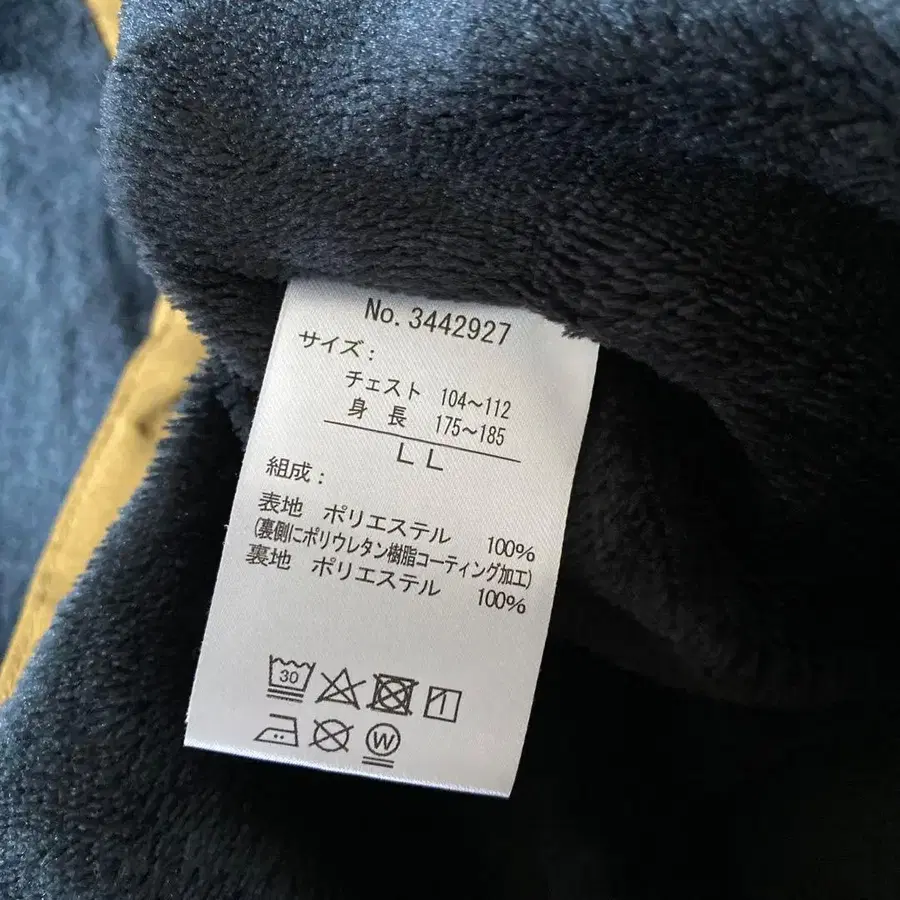 No. 3442927
サイズ:
チェスト 104~112
身 長 175~185
LL
組成:
表地 ポリエステル 100%
(裏側にポリウレタン樹脂コーティング加工)
裏地 ポリエステル 100%
30
W